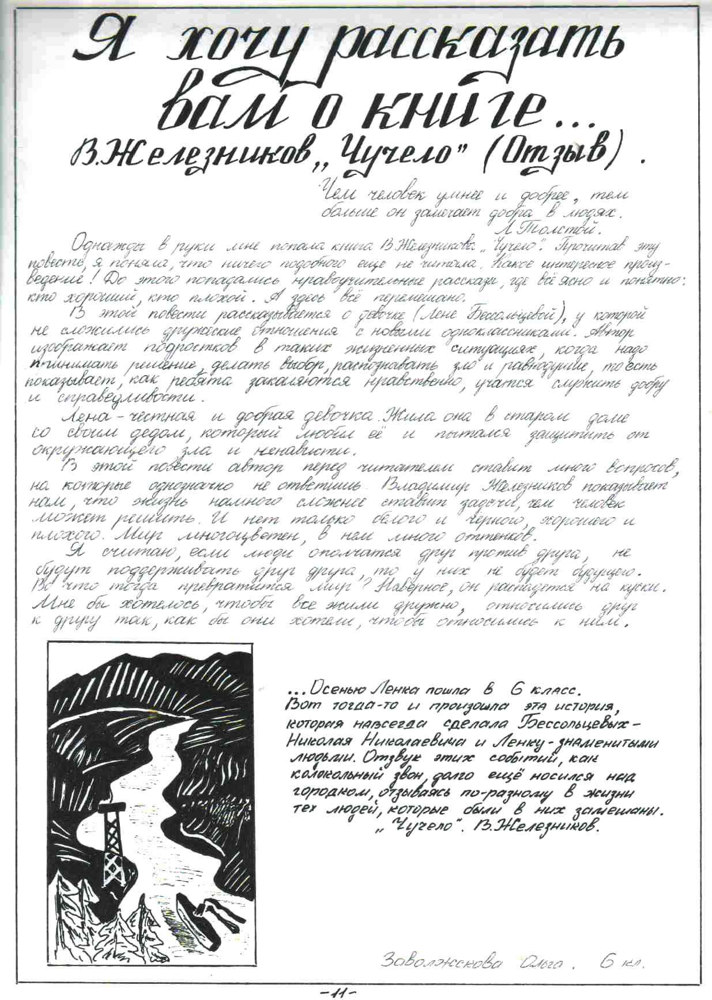 Я хочу рассказать
вам о книге...
В.Железников „Чучело” (Отзыв).
Чем человек умнее и добрее, тем
больше он замечает добра в людях.
Л.Толстой.
Однажды в руки мне попала книга В.Железникова „Чучело”. Прочитав эту
повесть, я поняла, что ничего подобного еще не читала. Какое интересное произ-
ведение! До этого попадались нравоучительные рассказы, где всё ясно и понятно:
кто хороший, кто плохой. А здесь всё перемешано.
В этой повести рассказывается о девочке (Лене Бессольцевой), у которой
не сложились дружеские отношения с новыми одноклассниками. Автор
изображает подростков в таких жизненных ситуациях, когда надо
принимать решение, делать выбор, распознавать зло и равнодушие, то есть
показывает, как ребята закаляются нравственно, учатся служить добру
и справедливости.
Лена - честная и добрая девочка. Жила она в старом доме
со своим дедом, который любил её и пытался защитить от
окружающего зла и ненависти.
В этой повести автор перед читателем ставит много вопросов,
на которые однозначно не ответишь. Владимир Железников показывает
нам, что жизнь намного сложнее ставит задачи, чем человек
может решить. И нет только белого и чёрного, хорошего и
плохого. Мир многоцветен, в нем много оттенков.
Я считаю, если люди ополчатся друг против друга, не
будут поддерживать друг друга, то у них не будет будущего.
Во что тогда превратится мир? Наверное, он распадется на куски.
Мне бы хотелось, чтобы все жили дружно, относились друг
к другу так, как бы они хотели, чтобы относились к ним.
...Осенью Ленка пошла в 6 класс.
Вот тогда-то и произошла эта история,
которая навсегда сделала Бессольцевых -
Николая Николаевича и Ленку - знаменитыми
людьми. Отзвук этих событий, как
колокольный звон, долго ещё носился над
городком, отзываясь по-разному в жизни
тех людей, которые были в них замешаны.
„Чучело”. В.Железников.
Заволжскова Ольга. 6 кл.
-11-